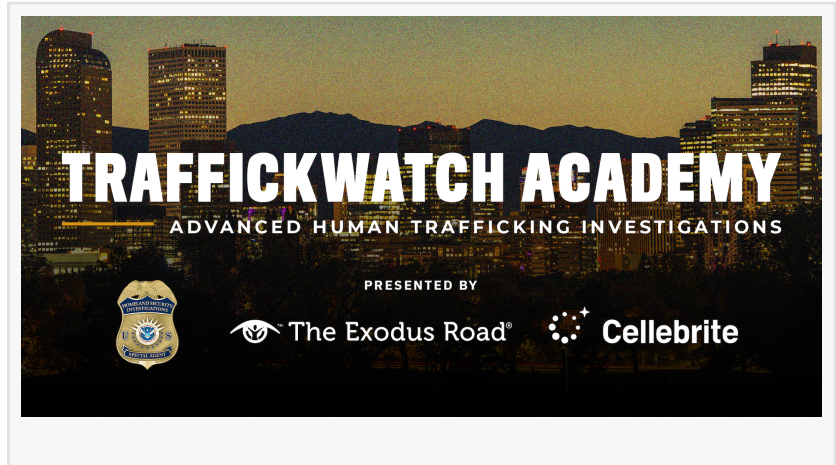 TRAFFICKWATCH ACADEMY
ADVANCED HUMAN TRAFFICKING INVESTIGATIONS
PRESENTED BY
HOMELAND SECURITY
INVESTIGATIONS
U S
SPECIAL AGENT
The Exodus Road®
Cellebrite